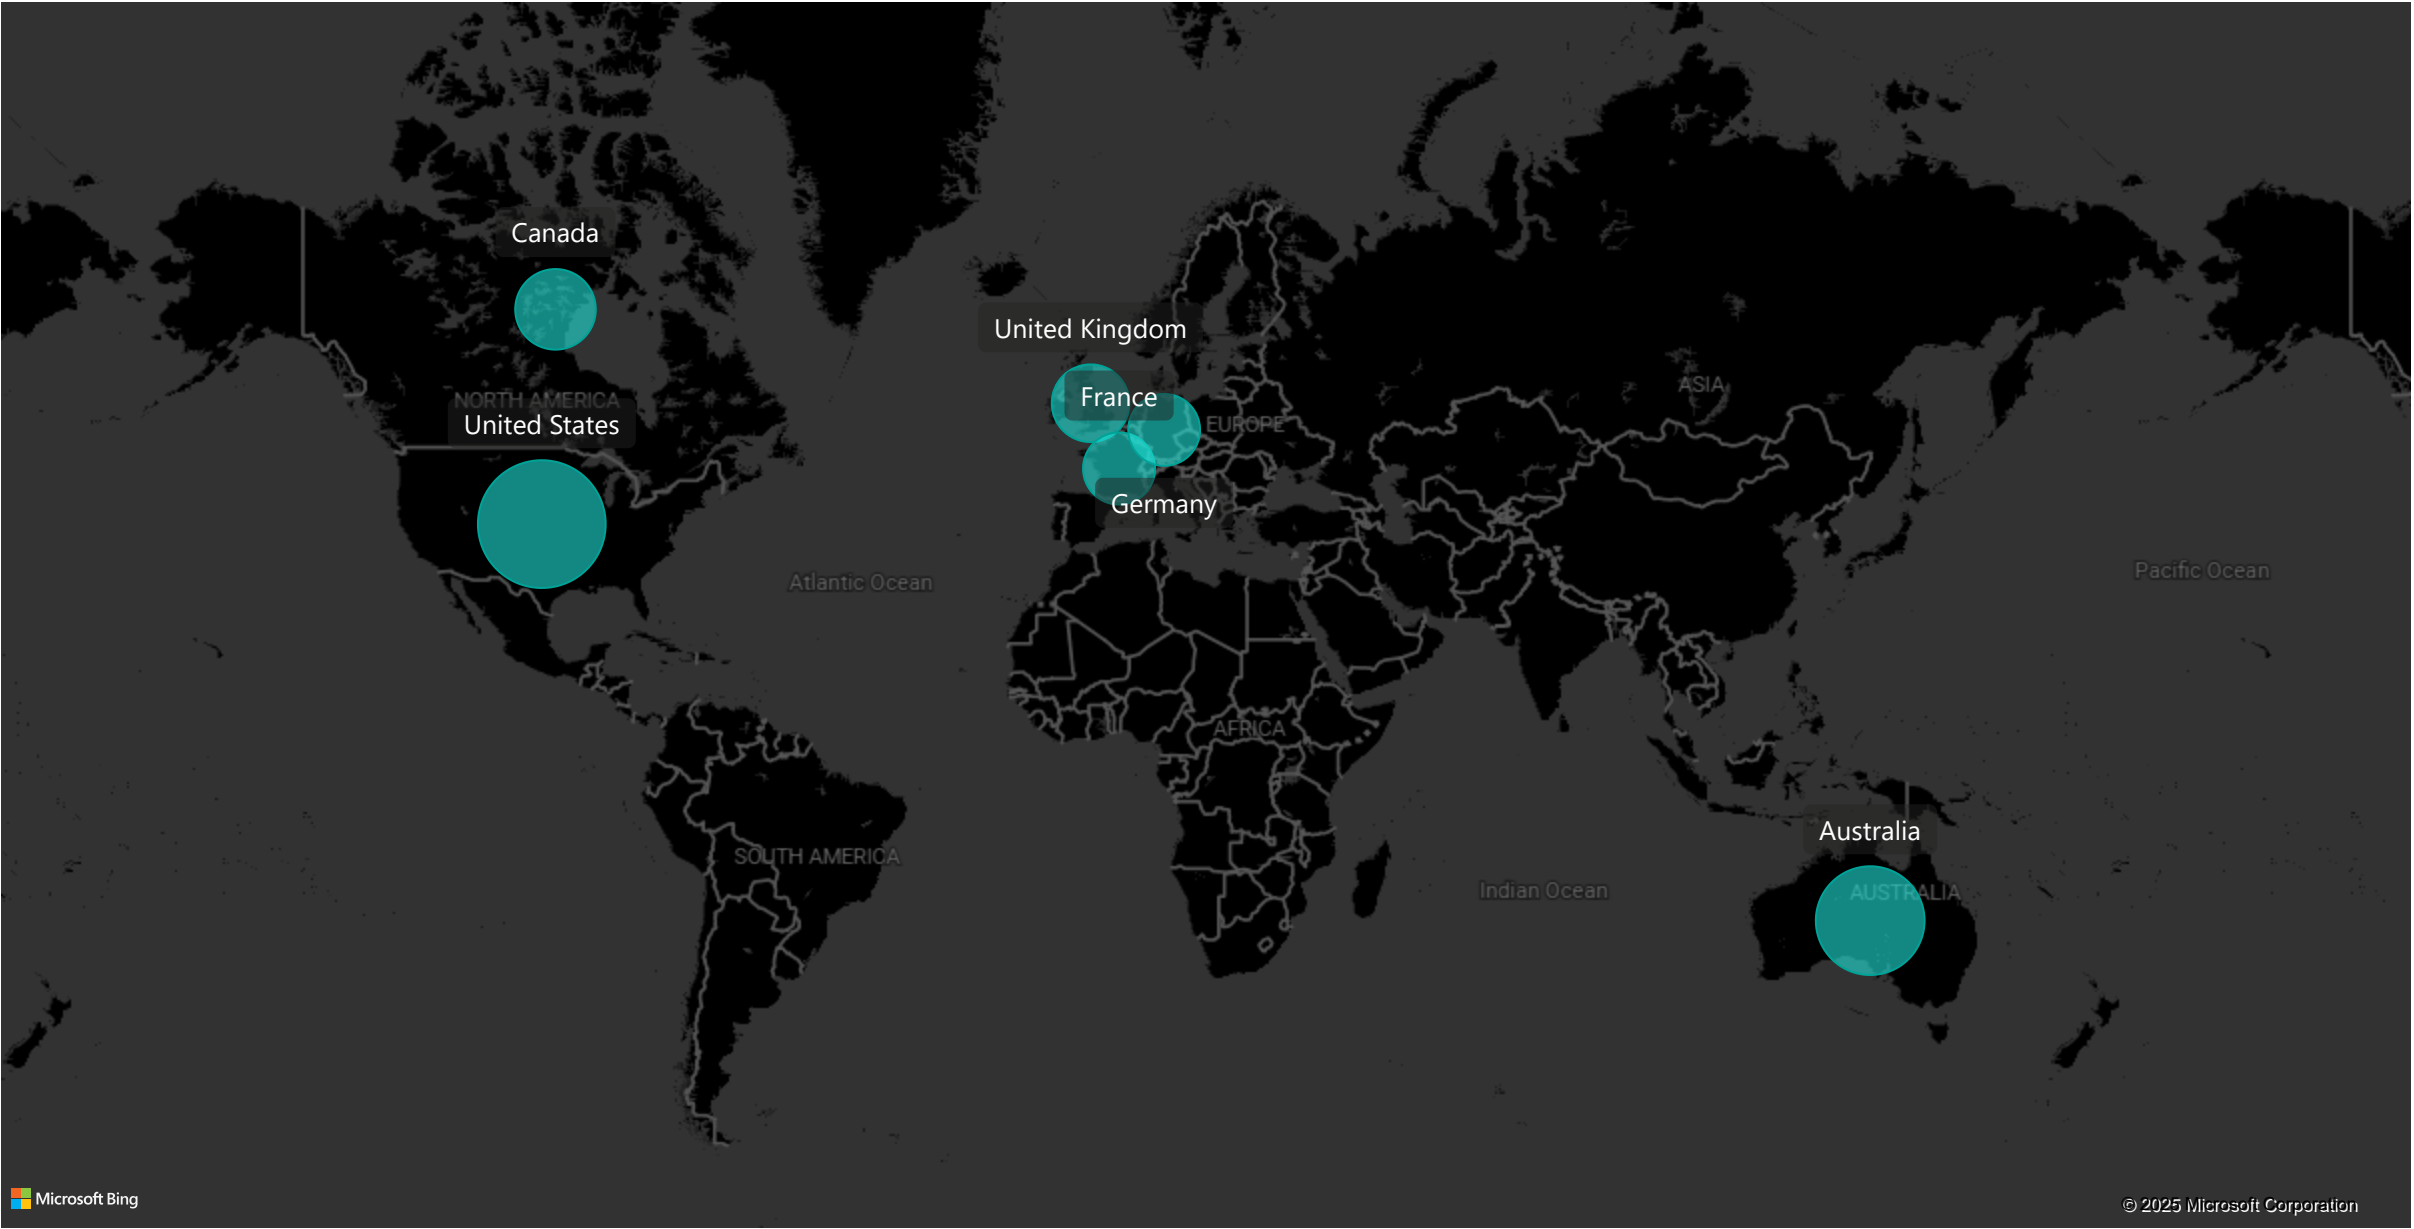 Canada
United Kingdom
ASIA
France
NORTH AMERICA
United States
EUROPE
Germany
Atlantic Ocean
Pacific Ocean
AFRICA
Australia
SOUTH AMERICA
Indian Ocean
AUSTRALIA
Microsoft Bing
© 2025 Microsoft Corporation